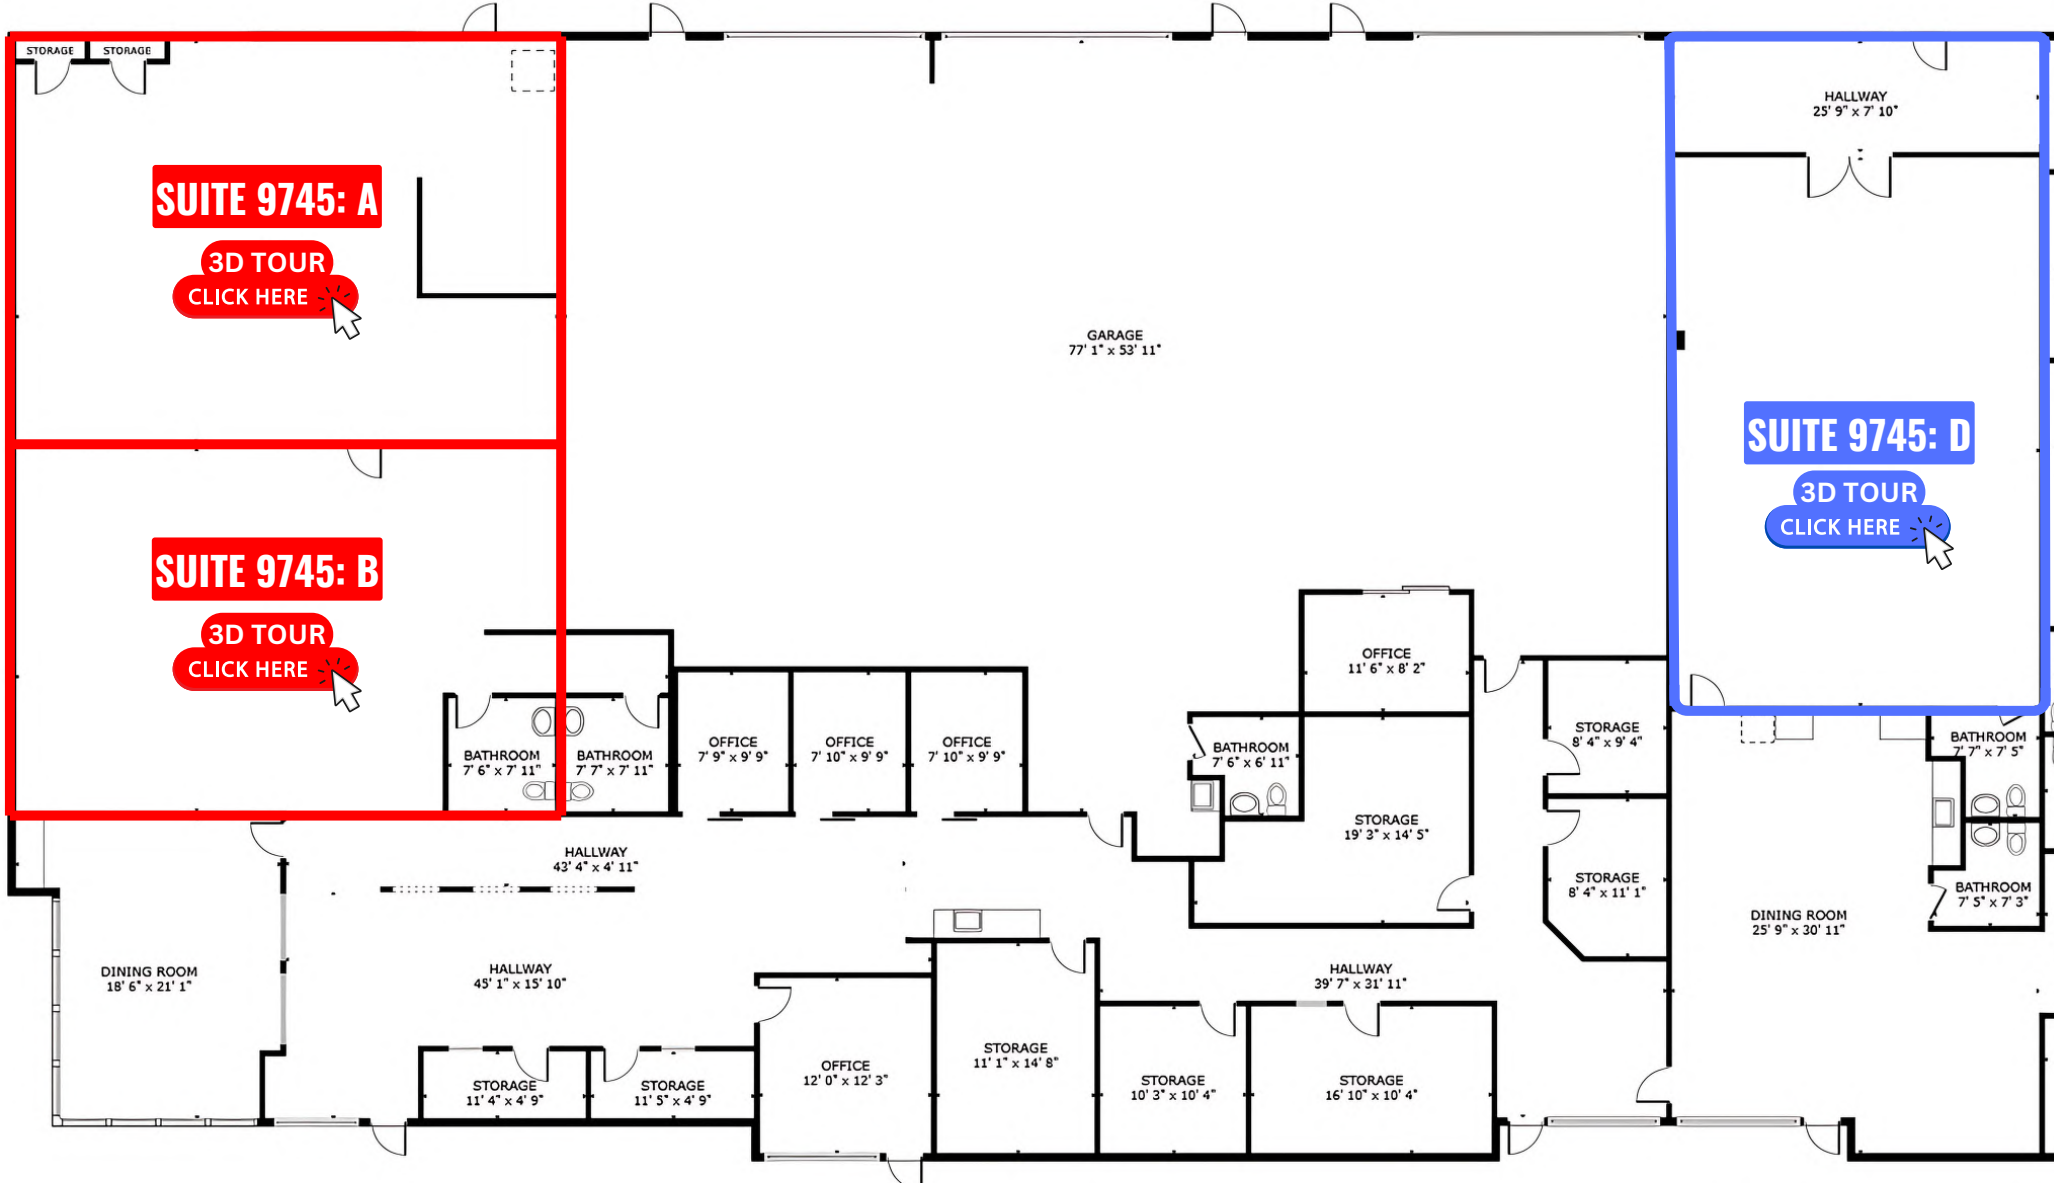 STORAGE
STORAGE
HALLWAY
25' 9" x 7' 10"
SUITE 9745: A
3D TOUR
CLICK HERE
GARAGE
77' 1" x 53' 11"
SUITE 9745: D
3D TOUR
CLICK HERE
SUITE 9745: B
3D TOUR
CLICK HERE
OFFICE
11' 6" x 8' 2"
BATHROOM
7' 6" x 7' 11"
BATHROOM
7' 7" x 7' 11"
OFFICE
7' 9" x 9' 9"
OFFICE
7' 10" x 9' 9"
OFFICE
7' 10" x 9' 9"
BATHROOM
7' 6" x 6' 11"
STORAGE
8' 4" x 9' 4"
BATHROOM
7' 7" x 7' 5"
STORAGE
19' 3" x 14' 5"
HALLWAY
43' 4" x 4' 11"
STORAGE
8' 4" x 11' 1"
BATHROOM
7' 5" x 7' 3"
DINING ROOM
25' 9" x 30' 11"
DINING ROOM
18' 6" x 21' 1"
HALLWAY
45' 1" x 15' 10"
HALLWAY
39' 7" x 31' 11"
STORAGE
11' 1" x 14' 8"
OFFICE
12' 0" x 12' 3"
STORAGE
11' 4" x 4' 9"
STORAGE
11' 5" x 4' 9"
STORAGE
10' 3" x 10' 4"
STORAGE
16' 10" x 10' 4"